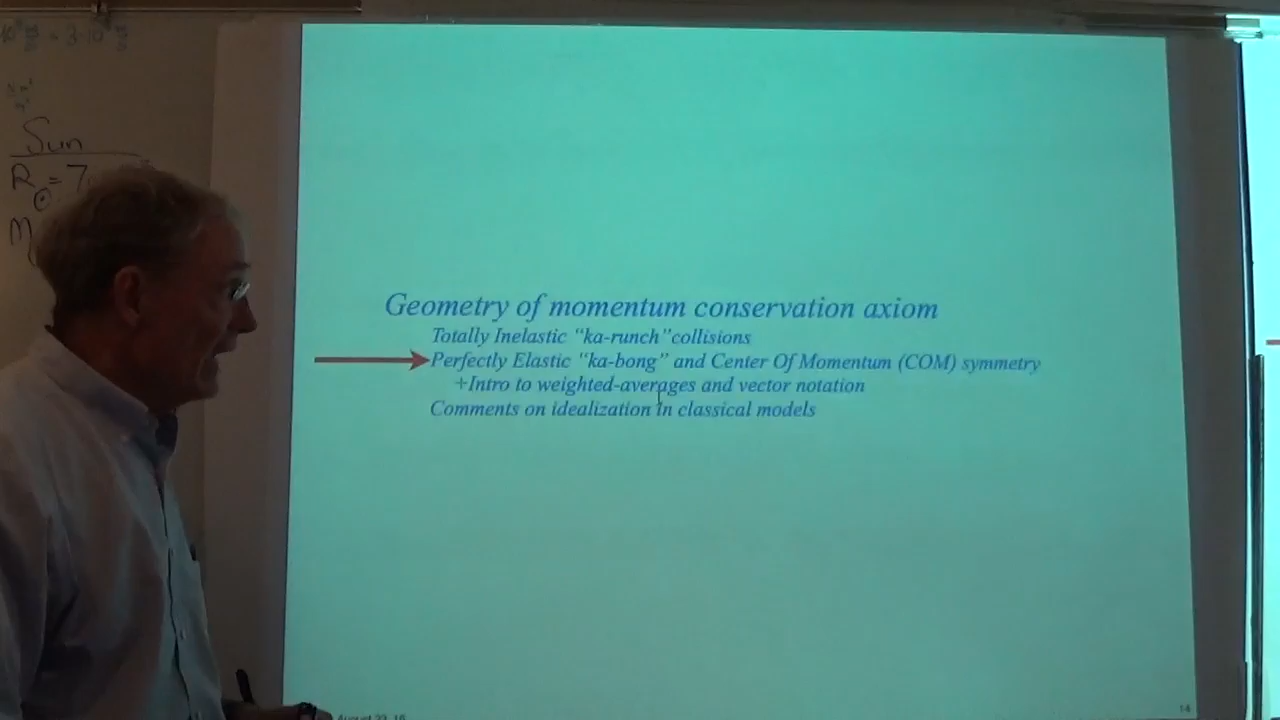 Sun
R☉ = 7
M
Geometry of momentum conservation axiom
Totally Inelastic “ka-runch”collisions
Perfectly Elastic “ka-bong” and Center Of Momentum (COM) symmetry
+Intro to weighted-averages and vector notation
Comments on idealization in classical models